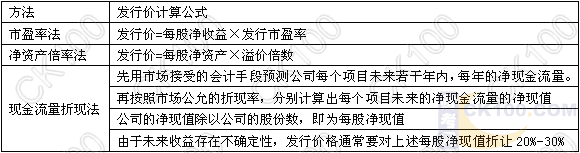 方法
发行价计算公式
市盈率法
发行价=每股净收益×发行市盈率
净资产倍率法
发行价=每股净资产×溢价倍数
现金流量折现法
先用市场接受的会计手段预测公司每个项目未来若干年内，每年的净现金流量。
再按照市场公允的折现率，分别计算出每个项目未来的净现金流量的净现值
公司的净现值除以公司的股份数，即为每股净现值
由于未来收益存在不确定性，发行价格通常要对上述每股净现值折让20%-30%